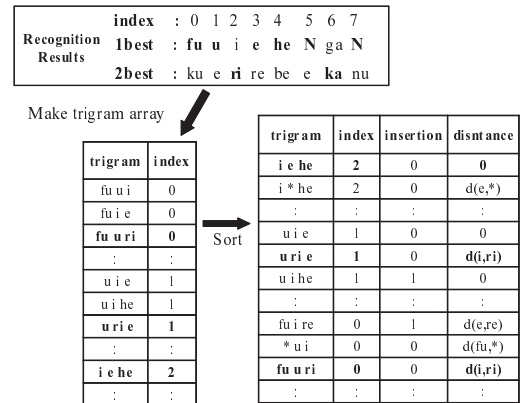 index : 0 1 2 3 4 5 6 7
Recognition Results
1best : fu u i e he N ga N
2best : ku e ri re be e ka nu
Make trigram array
trigram index
fu u i 0
fu i e 0
fu u ri 0
: :
u i e 1
u i he 1
u ri e 1
: :
i e he 2
: :
Sort
trigram index insertion disntance
i e he 2 0 0
i * he 2 0 d(e,*)
: : : :
u i e 1 0 0
u ri e 1 0 d(i,ri)
u i he 1 1 0
: : : :
fu i re 0 1 d(e,re)
* u i 0 0 d(fu,*)
fu u ri 0 0 d(i,ri)
: : : :